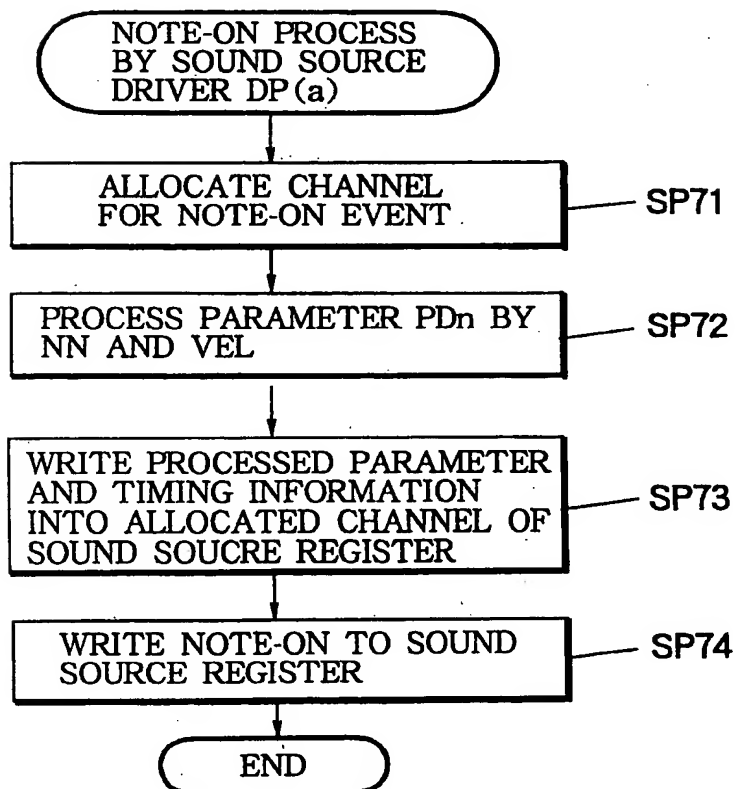 NOTE-ON PROCESS
BY SOUND SOURCE
DRIVER DP(a)
ALLOCATE CHANNEL
FOR NOTE-ON EVENT
SP71
PROCESS PARAMETER PDn BY
NN AND VEL
SP72
WRITE PROCESSED PARAMETER
AND TIMING INFORMATION
INTO ALLOCATED CHANNEL OF
SOUND SOUCRE REGISTER
SP73
WRITE NOTE-ON TO SOUND
SOURCE REGISTER
SP74
END